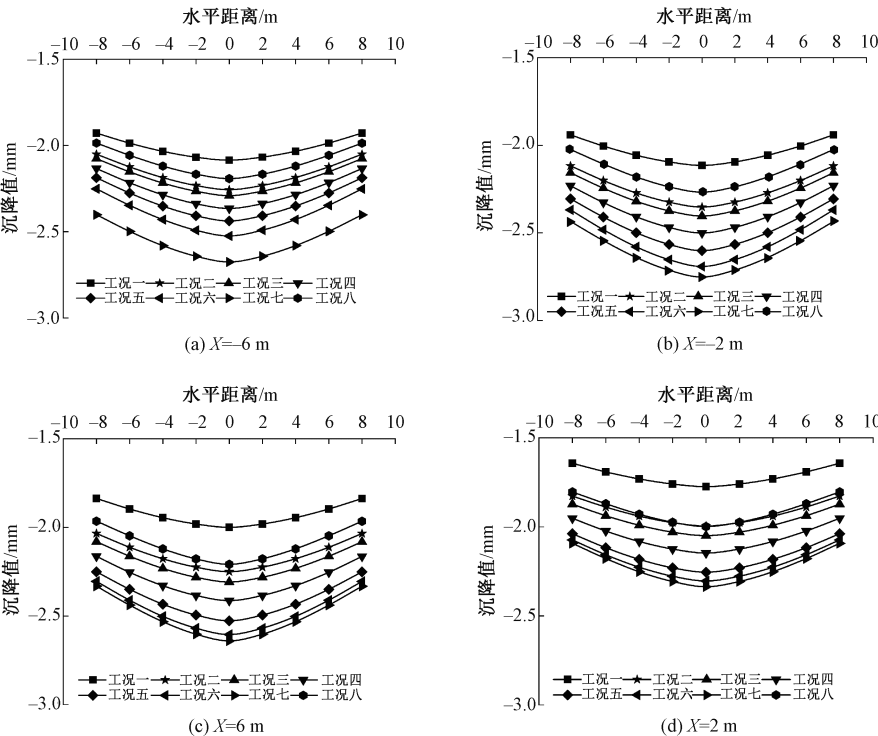 水平距离/m
−10 −8 −6 −4 −2 0 2 4 6 8 10
−1.5
−2.0
−2.5
−3.0
沉降值/mm
工况一 工况二 工况三 工况四
工况五 工况六 工况七 工况八
(a) X=−6 m
水平距离/m
−10 −8 −6 −4 −2 0 2 4 6 8 10
−1.5
−2.0
−2.5
−3.0
沉降值/mm
工况一 工况二 工况三 工况四
工况五 工况六 工况七 工况八
(b) X=−2 m
水平距离/m
−10 −8 −6 −4 −2 0 2 4 6 8 10
−1.5
−2.0
−2.5
−3.0
沉降值/mm
工况一 工况二 工况三 工况四
工况五 工况六 工况七 工况八
(c) X=6 m
水平距离/m
−10 −8 −6 −4 −2 0 2 4 6 8 10
−1.5
−2.0
−2.5
−3.0
沉降值/mm
工况一 工况二 工况三 工况四
工况五 工况六 工况七 工况八
(d) X=2 m